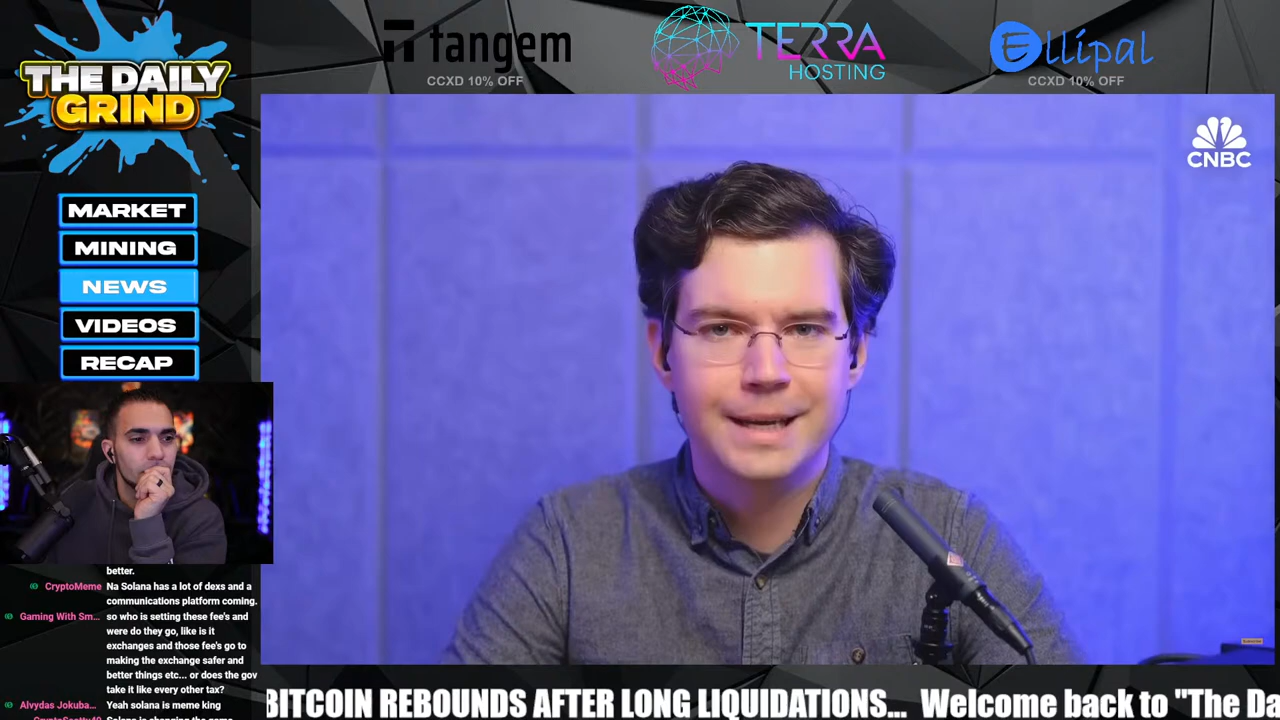 tangem
CCXD 10% OFF
TERRA
HOSTING
Ellipal
CCXD 10% OFF
THE DAILY
GRIND
CNBC
MARKET
MINING
NEWS
VIDEOS
RECAP
better.
CryptoMeme Na Solana has a lot of dexs and a
communications platform coming.
Gaming With Sm... so who is setting these fee's and
were do they go, like is it
exchanges and those fee's go to
making the exchange safer and
better things etc... or does the gov
take it like every other tax?
Alvydas Jokuba... Yeah solana is meme king
BITCOIN REBOUNDS AFTER LONG LIQUIDATIONS... Welcome back to "The Da